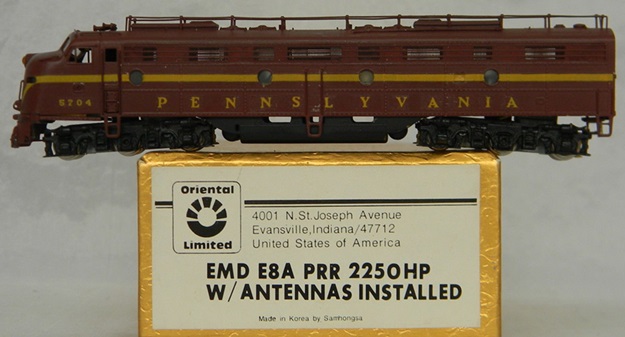 5704
PENNSLYVANIA
Oriental
Limited
4001 N.St.Joseph Avenue
Evansville,Indiana/47712
United States of America
EMD E8A PRR 2250HP
W/ANTENNAS INSTALLED
Made in Korea by Samhongsa